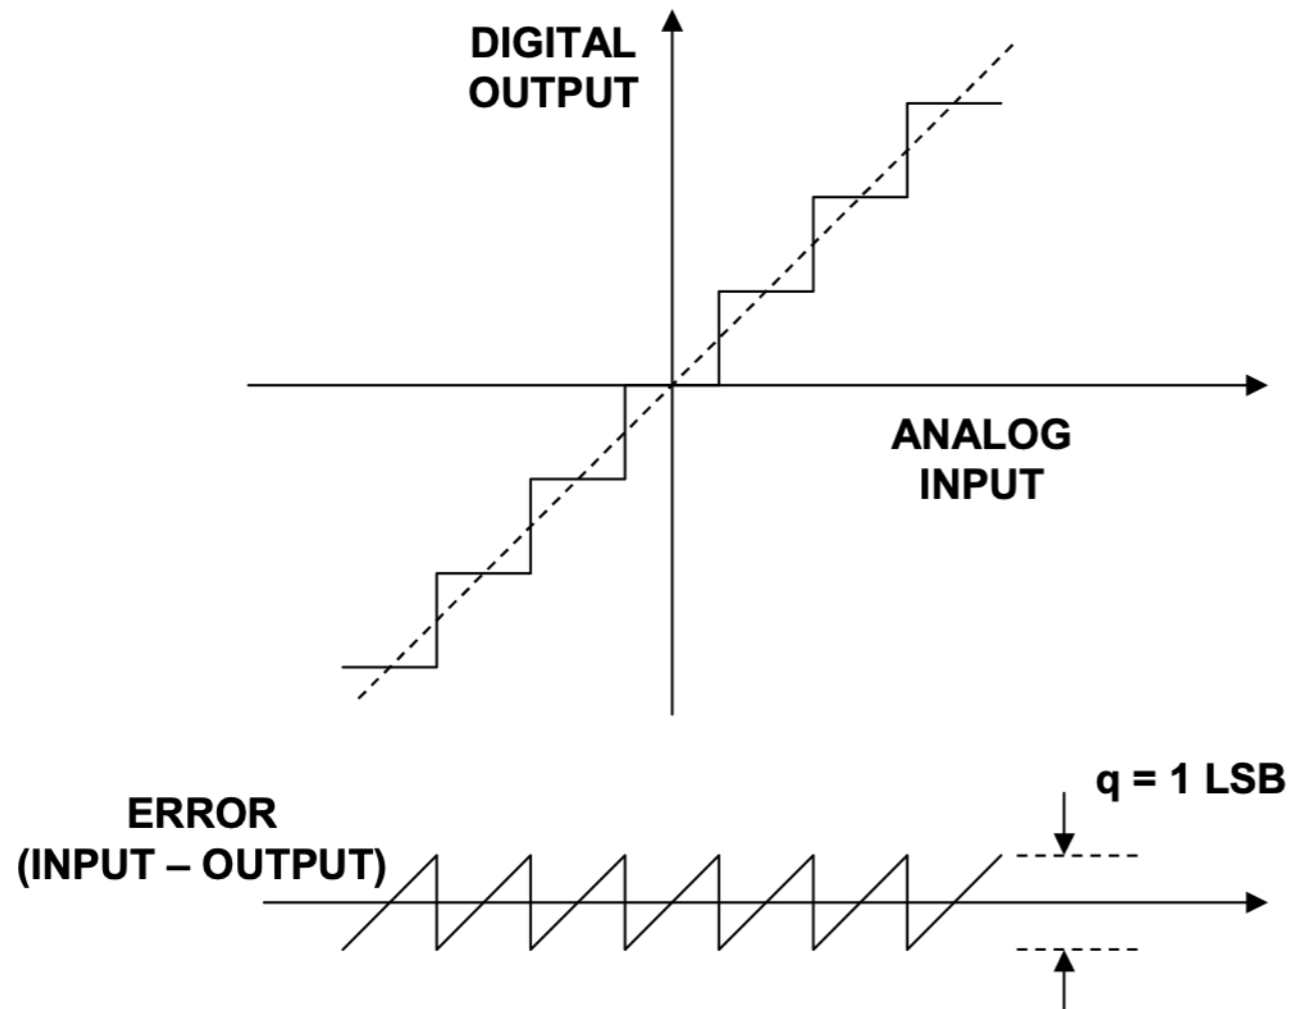 DIGITAL
OUTPUT
ANALOG
INPUT
q = 1 LSB
ERROR
(INPUT – OUTPUT)